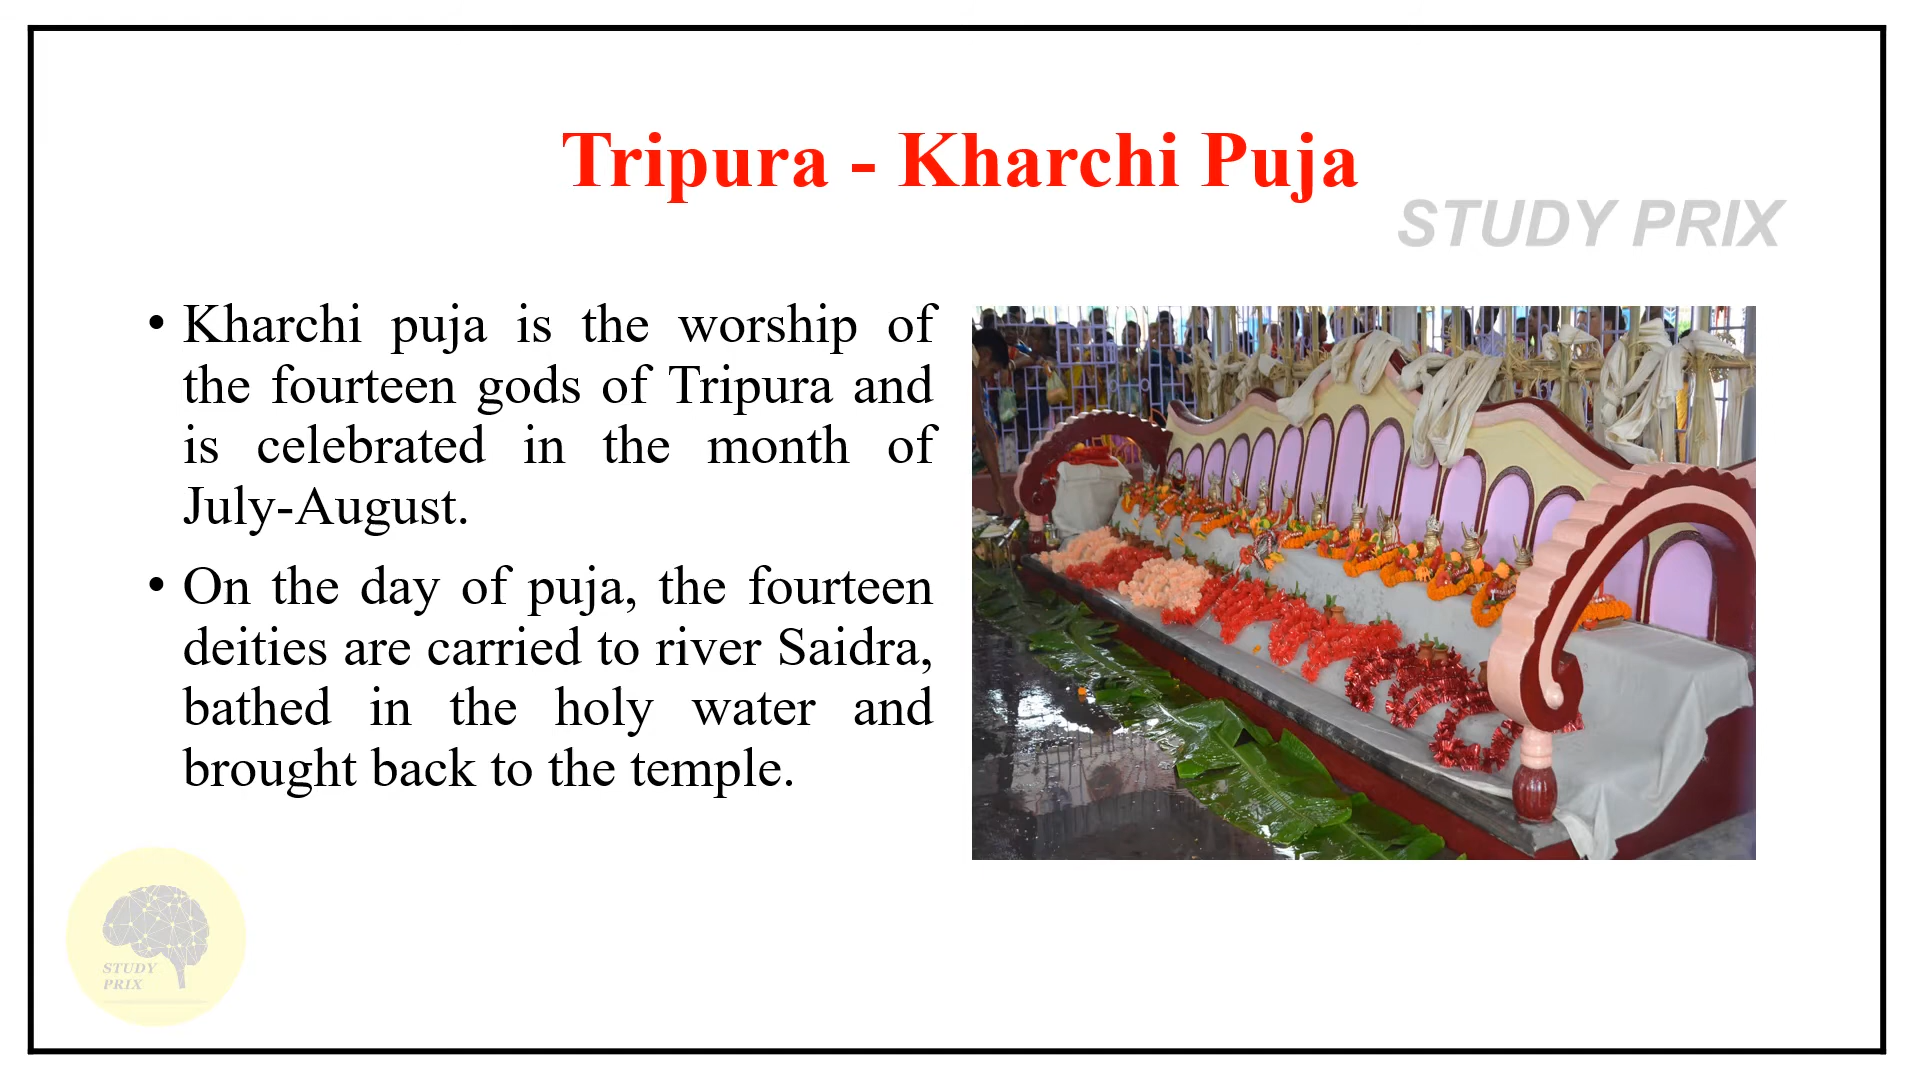 Tripura - Kharchi Puja
STUDY PRIX
• Kharchi puja is the worship of
the fourteen gods of Tripura and
is celebrated in the month of
July-August.
• On the day of puja, the fourteen
deities are carried to river Saidra,
bathed in the holy water and
brought back to the temple.
STUDY
PRIX